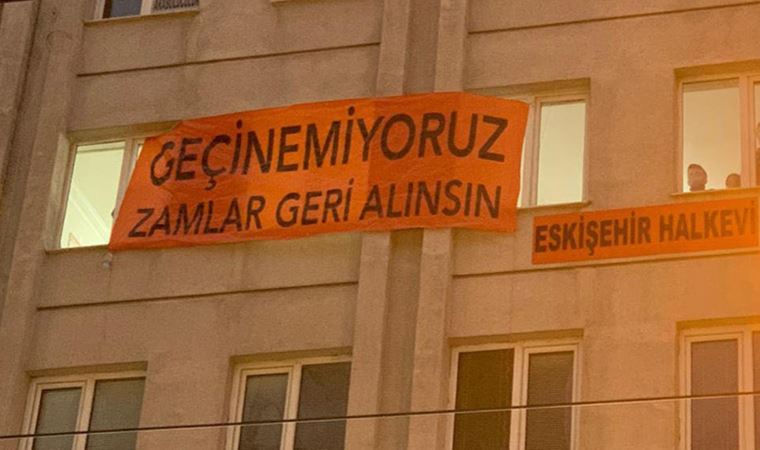 GEÇİNEMİYORUZ
ZAMLAR GERİ ALINSIN
ESKİŞEHİR HALKEVİ